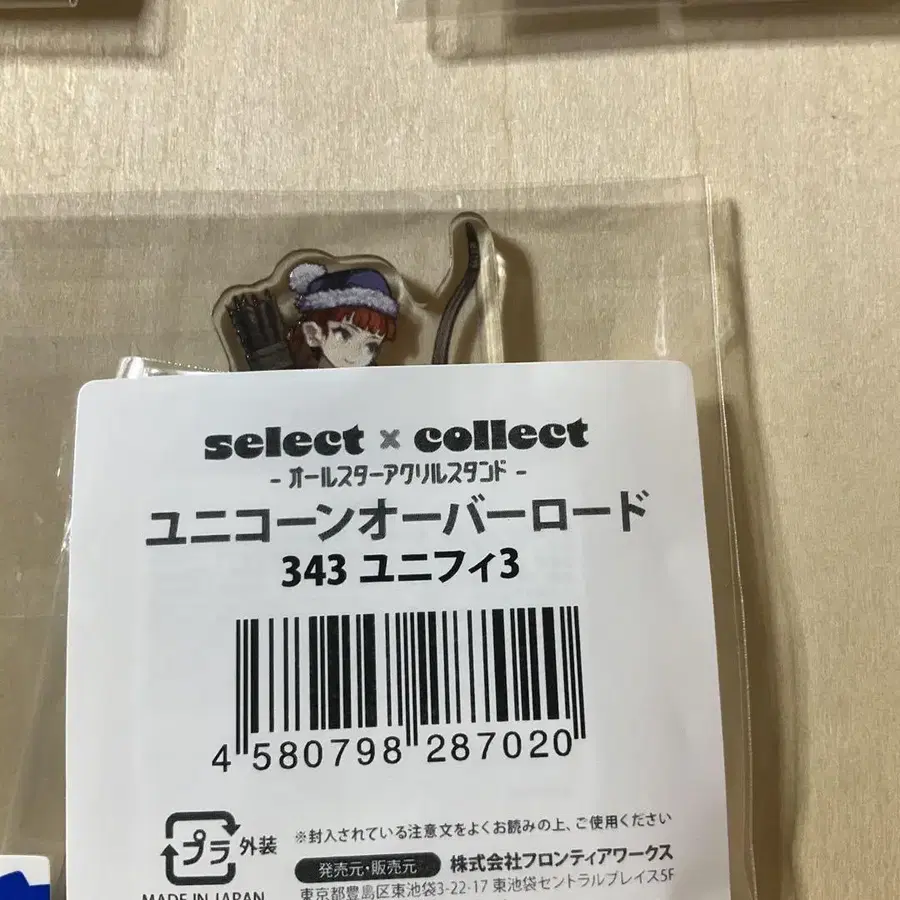 select × collect
- オールスターアクリルスタンド -
ユニコーンオーバーロード
343 ユニフィ3
4 580798 287020
プラ 外装
※封入されている注意文をよくお読みの上、ご使用ください
発売元・販売元 株式会社フロンティアワークス
東京都豊島区東池袋3-22-17 東池袋セントラルプレイス5F
MADE IN JAPAN